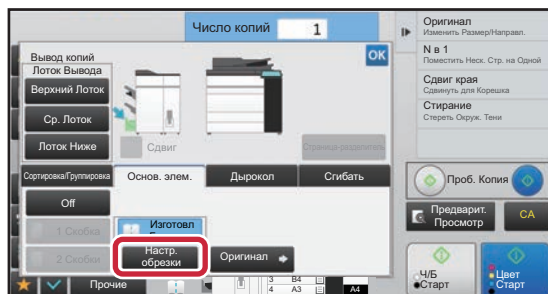 Число копий 1
Вывод копий
OK
Лоток Вывода
Верхний Лоток
Ср. Лоток
Лоток Ниже
Сдвиг
Страница-разделитель
Сортировка/Группировка
Основ. элем.
Дырокол
Сгибать
Off
1 Скобка
2 Скобки
Изготовл
Настр.
обрезки
Оригинал
Прочие
3 B4
4 A3
A4
Оригинал
Изменить Размер/Направл.
N в 1
Поместить Неск. Стр. на Одной
Сдвиг края
Сдвинуть для Корешка
Стирание
Стереть Окруж. Тени
Проб. Копия
Предварит.
Просмотр
CA
Ч/Б
Старт
Цвет
Старт